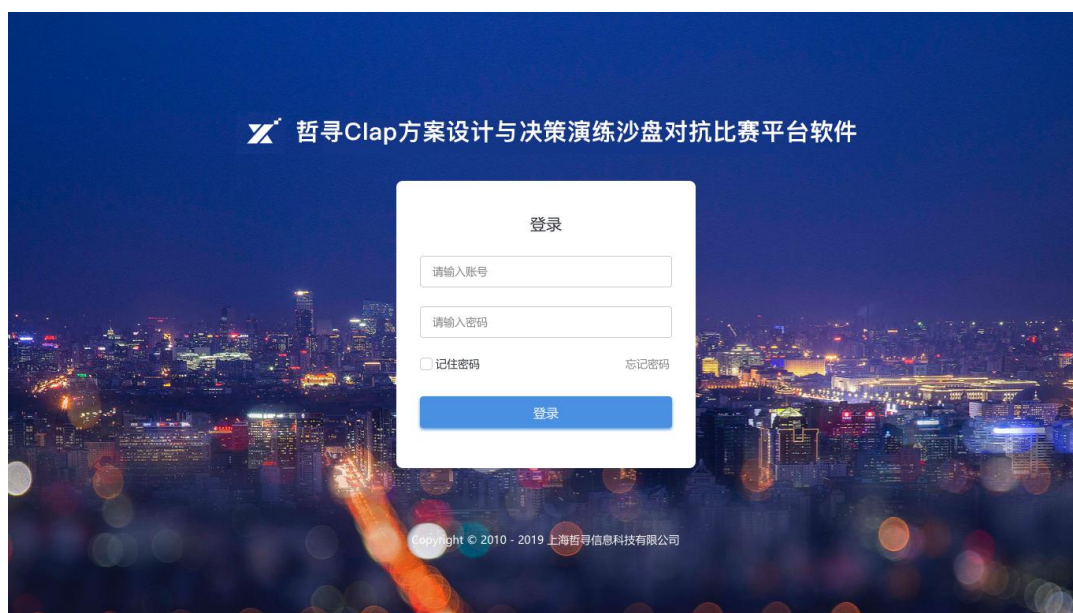 哲寻Clap方案设计与决策演练沙盘对抗比赛平台软件
登录
请输入账号
请输入密码
记住密码 忘记密码
登录
Copyright © 2010 - 2019 上海哲寻信息科技有限公司